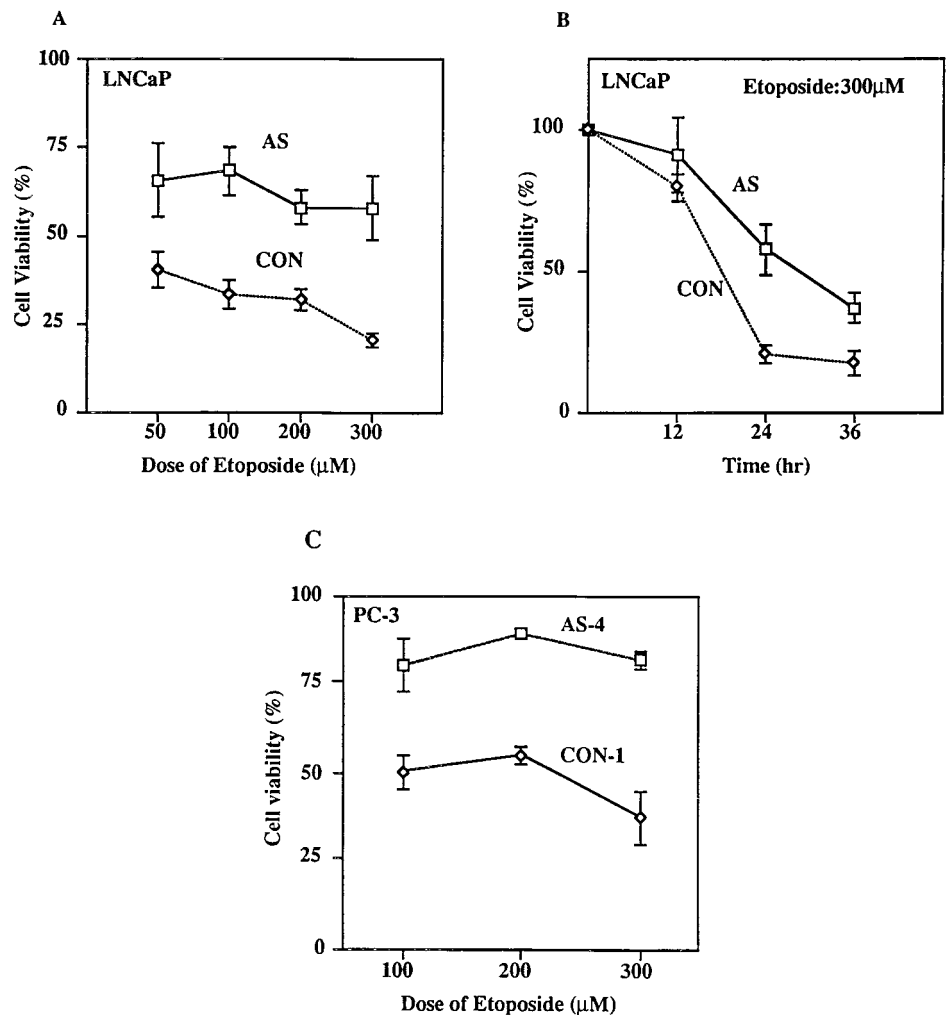 A
100
75
50
25
0
LNCaP
AS
CON
50 100 200 300
Dose of Etoposide (μM)
Cell Viability (%)
B
LNCaP
Etoposide:300μM
100
50
0
AS
CON
12 24 36
Time (hr)
Cell Viability (%)
C
100
75
50
25
0
PC-3
AS-4
CON-1
100 200 300
Dose of Etoposide (μM)
Cell viability (%)